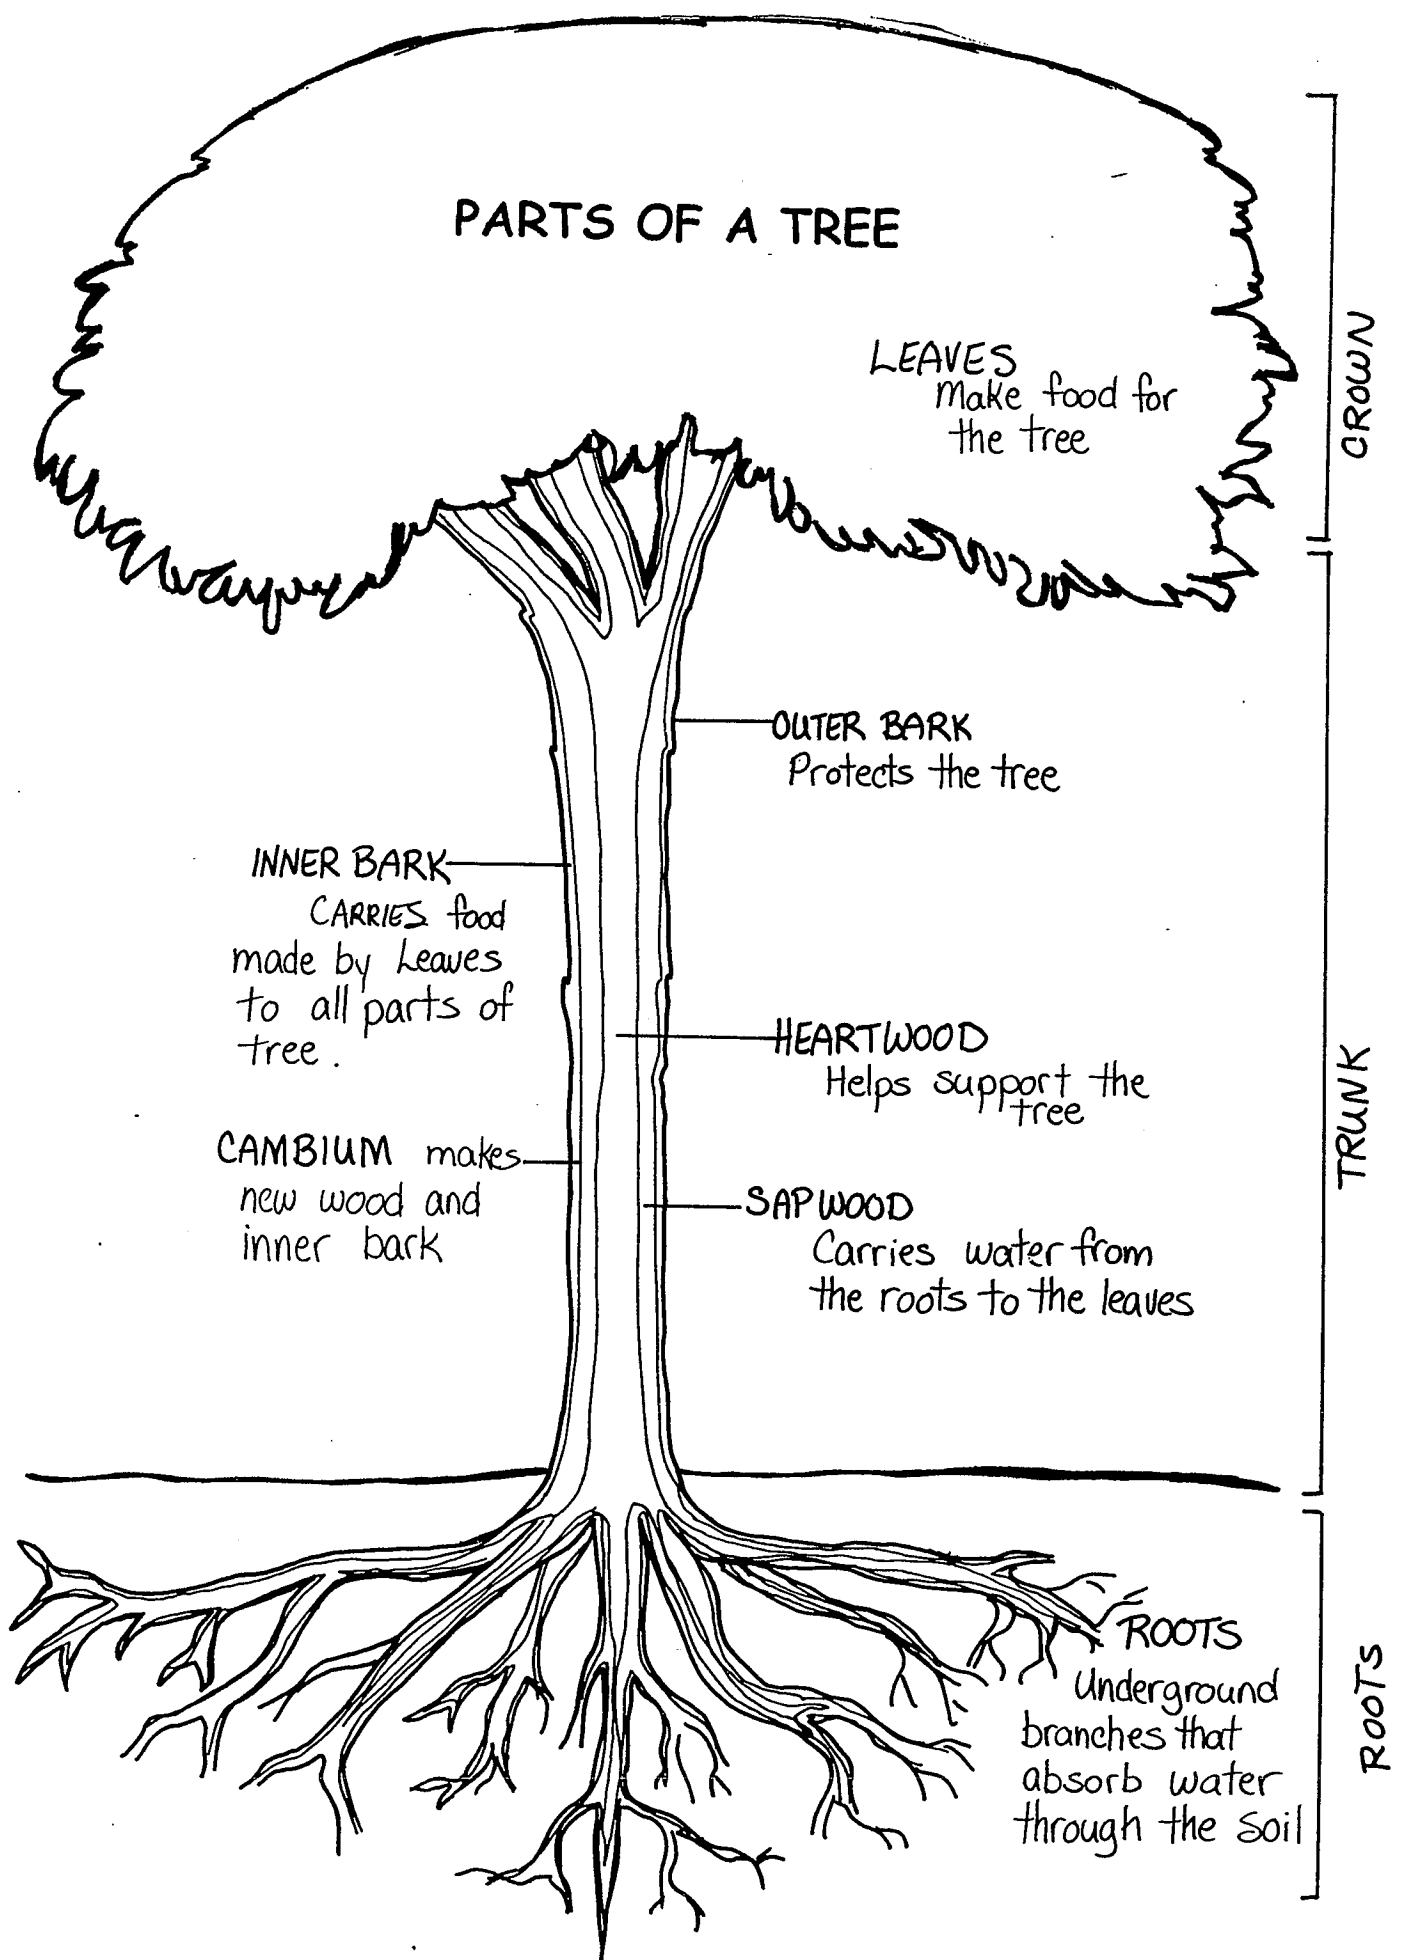 PARTS OF A TREE
LEAVES
Make food for
the tree
CROWN
OUTER BARK
Protects the tree
INNER BARK
CARRIES food
made by Leaves
to all parts of
tree.
HEARTWOOD
Helps support the
tree
CAMBIUM makes
new wood and
inner bark
SAPWOOD
Carries water from
the roots to the leaves
TRUNK
ROOTS
Underground
branches that
absorb water
through the soil
ROOTS